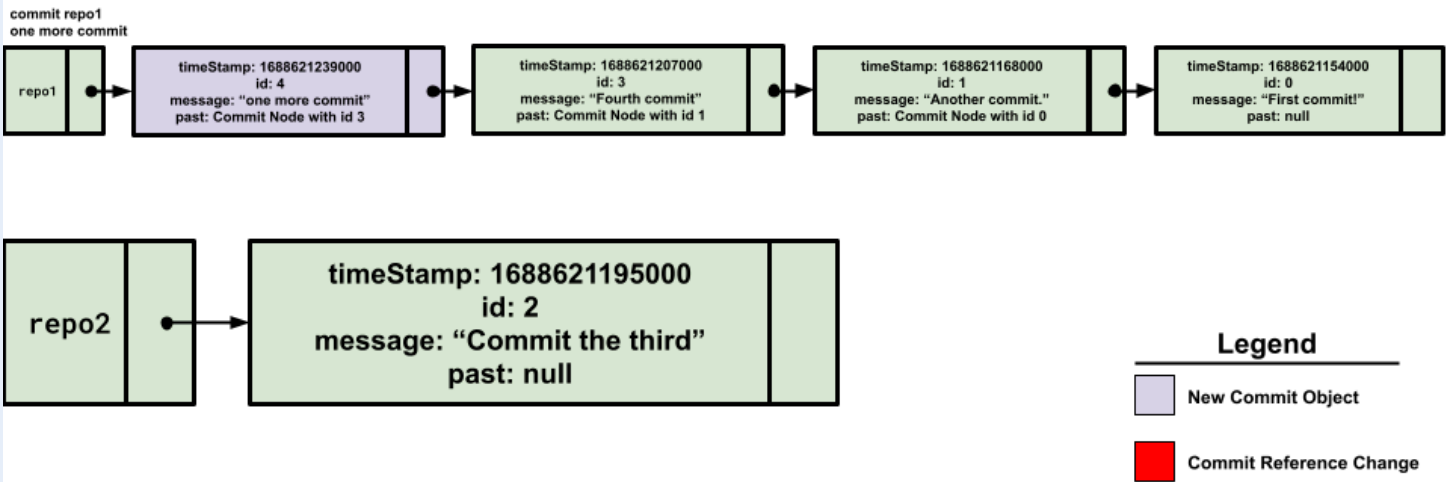 commit repo1
one more commit
repo1
timeStamp: 1688621239000
id: 4
message: “one more commit”
past: Commit Node with id 3
timeStamp: 1688621207000
id: 3
message: “Fourth commit”
past: Commit Node with id 1
timeStamp: 1688621168000
id: 1
message: “Another commit.”
past: Commit Node with id 0
timeStamp: 1688621154000
id: 0
message: “First commit!”
past: null
repo2
timeStamp: 1688621195000
id: 2
message: “Commit the third”
past: null
Legend
New Commit Object
Commit Reference Change